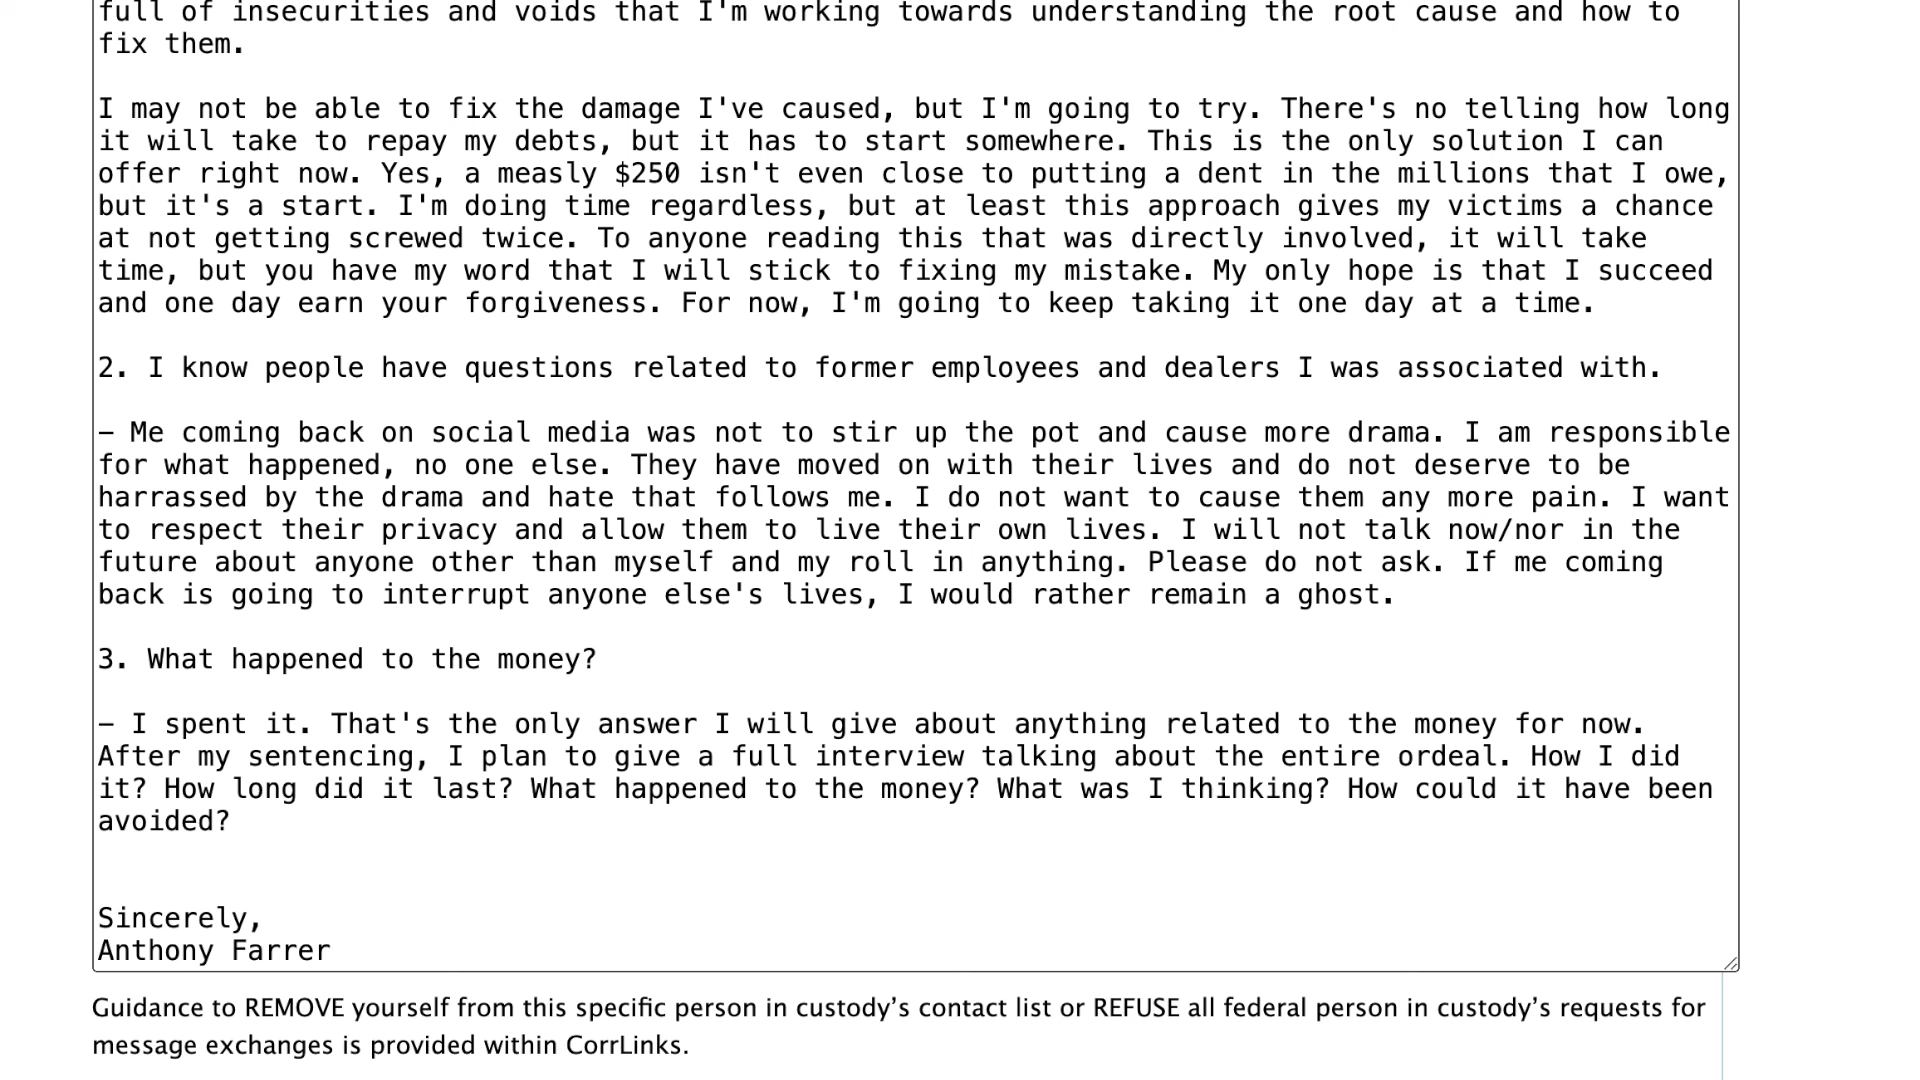 full of insecurities and voids that I'm working towards understanding the root cause and how to
fix them.
I may not be able to fix the damage I've caused, but I'm going to try. There's no telling how long
it will take to repay my debts, but it has to start somewhere. This is the only solution I can
offer right now. Yes, a measly $250 isn't even close to putting a dent in the millions that I owe,
but it's a start. I'm doing time regardless, but at least this approach gives my victims a chance
at not getting screwed twice. To anyone reading this that was directly involved, it will take
time, but you have my word that I will stick to fixing my mistake. My only hope is that I succeed
and one day earn your forgiveness. For now, I'm going to keep taking it one day at a time.
2. I know people have questions related to former employees and dealers I was associated with.
– Me coming back on social media was not to stir up the pot and cause more drama. I am responsible
for what happened, no one else. They have moved on with their lives and do not deserve to be
harrassed by the drama and hate that follows me. I do not want to cause them any more pain. I want
to respect their privacy and allow them to live their own lives. I will not talk now/nor in the
future about anyone other than myself and my roll in anything. Please do not ask. If me coming
back is going to interrupt anyone else's lives, I would rather remain a ghost.
3. What happened to the money?
– I spent it. That's the only answer I will give about anything related to the money for now.
After my sentencing, I plan to give a full interview talking about the entire ordeal. How I did
it? How long did it last? What happened to the money? What was I thinking? How could it have been
avoided?
Sincerely,
Anthony Farrer
Guidance to REMOVE yourself from this specific person in custody’s contact list or REFUSE all federal person in custody’s requests for
message exchanges is provided within CorrLinks.